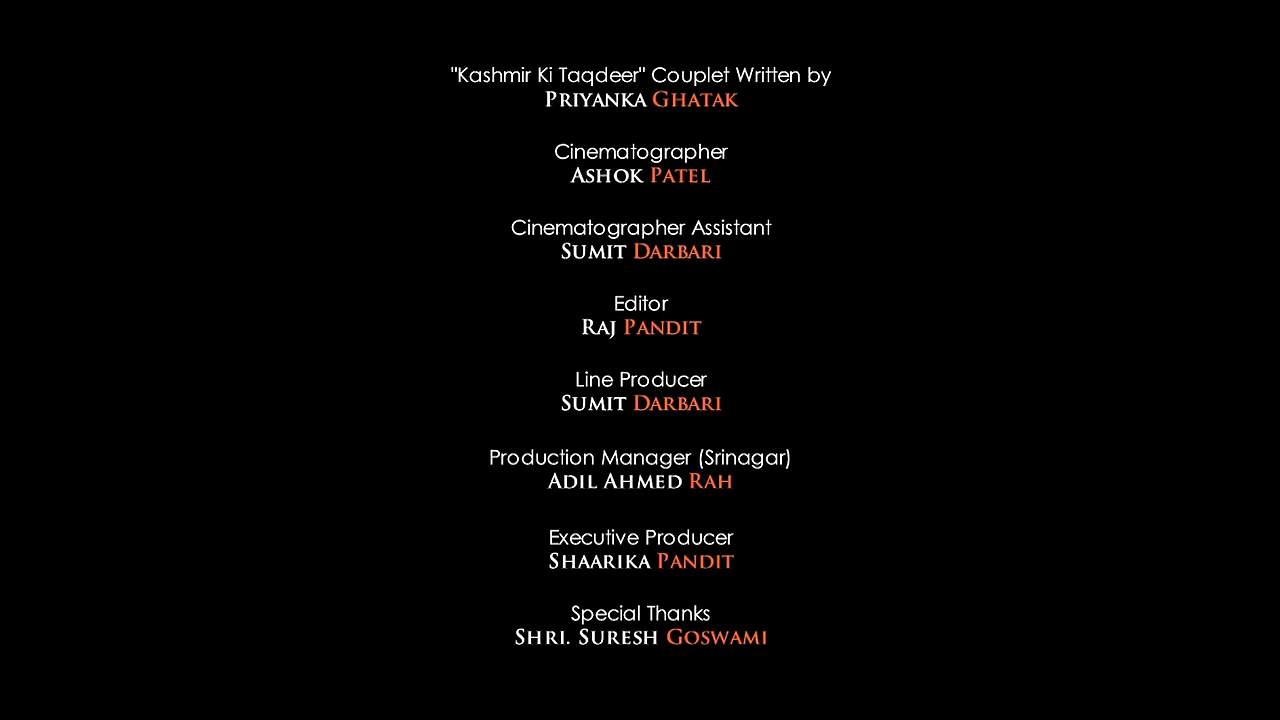 "Kashmir Ki Taqdeer" Couplet Written by
PRIYANKA GHATAK
Cinematographer
ASHOK PATEL
Cinematographer Assistant
SUMIT DARBARI
Editor
RAJ PANDIT
Line Producer
SUMIT DARBARI
Production Manager (Srinagar)
ADIL AHMED RAH
Executive Producer
SHAARIKA PANDIT
Special Thanks
SHRI. SURESH GOSWAMI